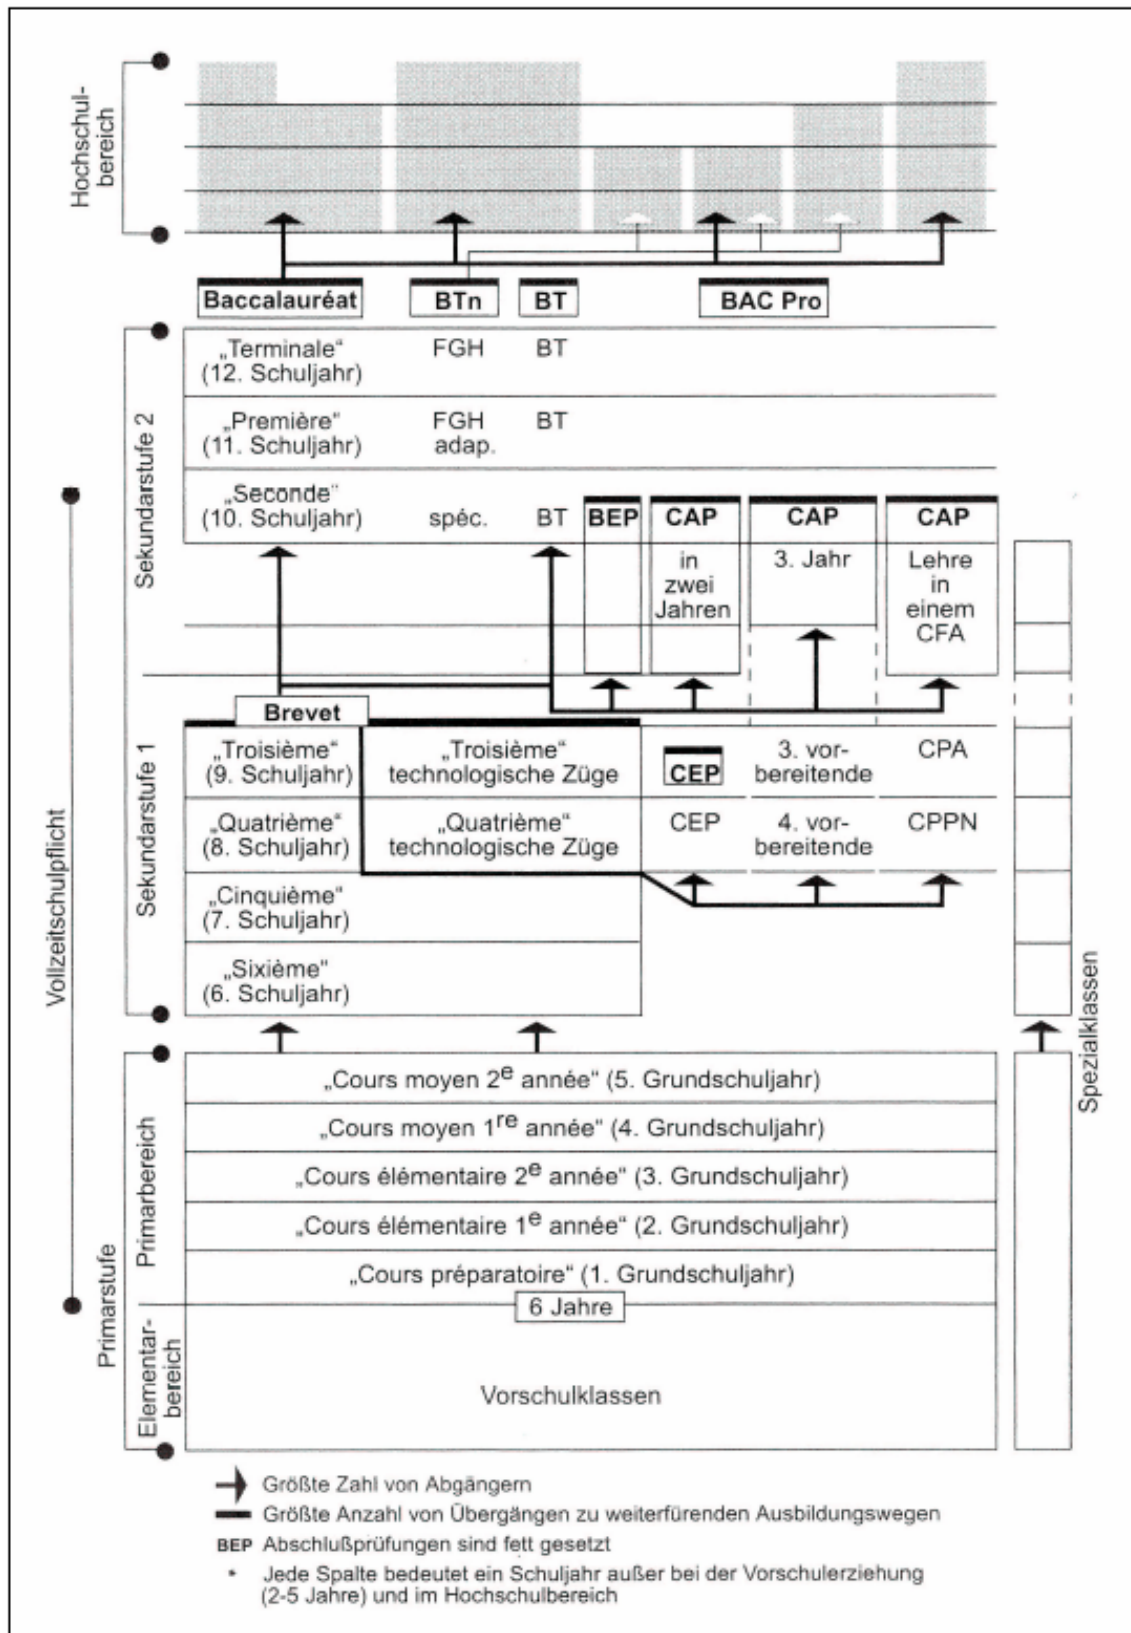 Hochschul-
bereich
Baccalauréat
BTn
BT
BAC Pro
Sekundarstufe 2
„Terminale“
(12. Schuljahr)
FGH
BT
„Première“
(11. Schuljahr)
FGH
adap.
BT
„Seconde“
(10. Schuljahr)
spéc.
BT
BEP
CAP
CAP
CAP
in
zwei
Jahren
3. Jahr
Lehre
in
einem
CFA
Vollzeitschulpflicht
Sekundarstufe 1
Brevet
„Troisième“
(9. Schuljahr)
„Troisième“
technologische Züge
CEP
3. vor-
bereitende
CPA
„Quatrième“
(8. Schuljahr)
„Quatrième“
technologische Züge
CEP
4. vor-
bereitende
CPPN
„Cinquième“
(7. Schuljahr)
„Sixième“
(6. Schuljahr)
Spezialklassen
Primarstufe
Primarbereich
„Cours moyen 2e année“ (5. Grundschuljahr)
„Cours moyen 1re année“ (4. Grundschuljahr)
„Cours élémentaire 2e année“ (3. Grundschuljahr)
„Cours élémentaire 1e année“ (2. Grundschuljahr)
„Cours préparatoire“ (1. Grundschuljahr)
6 Jahre
Elementar-
bereich
Vorschulklassen
Größte Zahl von Abgängern
Größte Anzahl von Übergängen zu weiterfürenden Ausbildungswegen
BEP Abschlußprüfungen sind fett gesetzt
* Jede Spalte bedeutet ein Schuljahr außer bei der Vorschulerziehung
(2-5 Jahre) und im Hochschulbereich